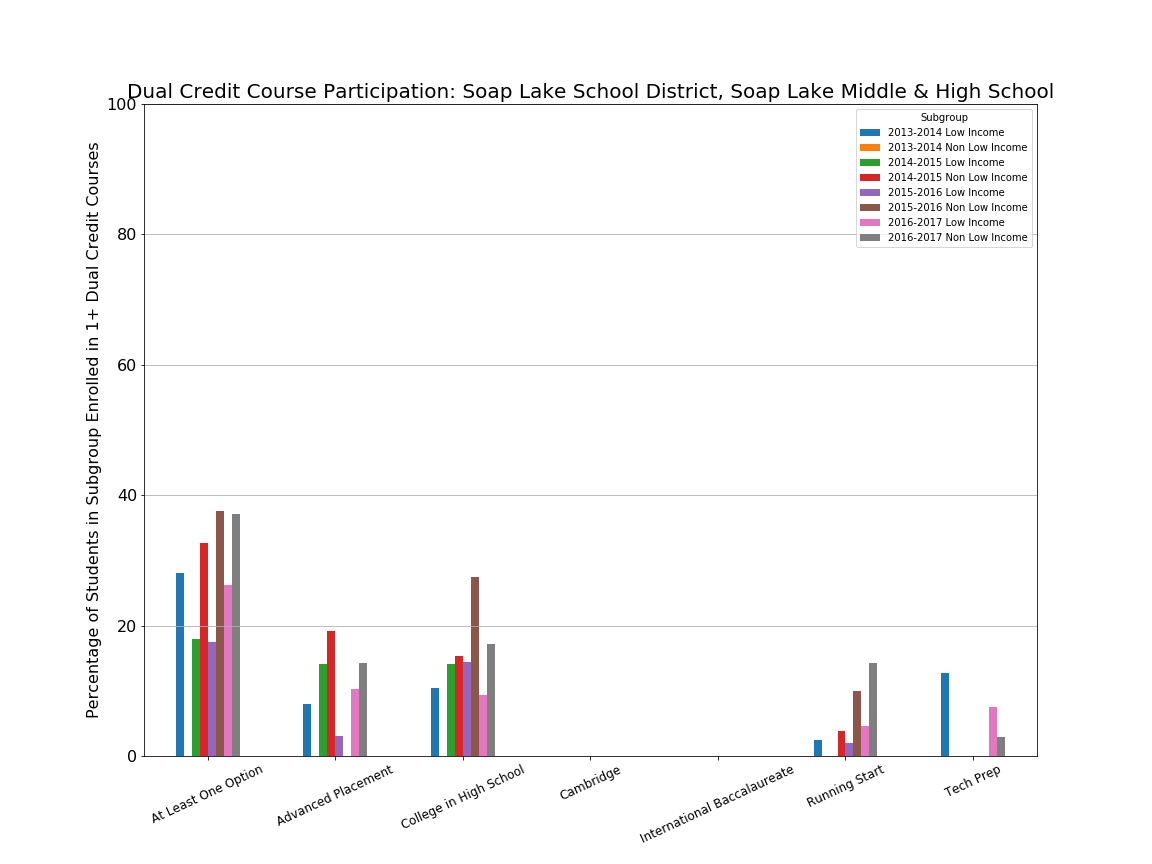 Dual Credit Course Participation: Soap Lake School District, Soap Lake Middle & High School
Percentage of Students in Subgroup Enrolled in 1+ Dual Credit Courses
100
80
60
40
20
0
Subgroup
2013-2014 Low Income
2013-2014 Non Low Income
2014-2015 Low Income
2014-2015 Non Low Income
2015-2016 Low Income
2015-2016 Non Low Income
2016-2017 Low Income
2016-2017 Non Low Income
At Least One Option
Advanced Placement
College in High School
Cambridge
International Baccalaureate
Running Start
Tech Prep